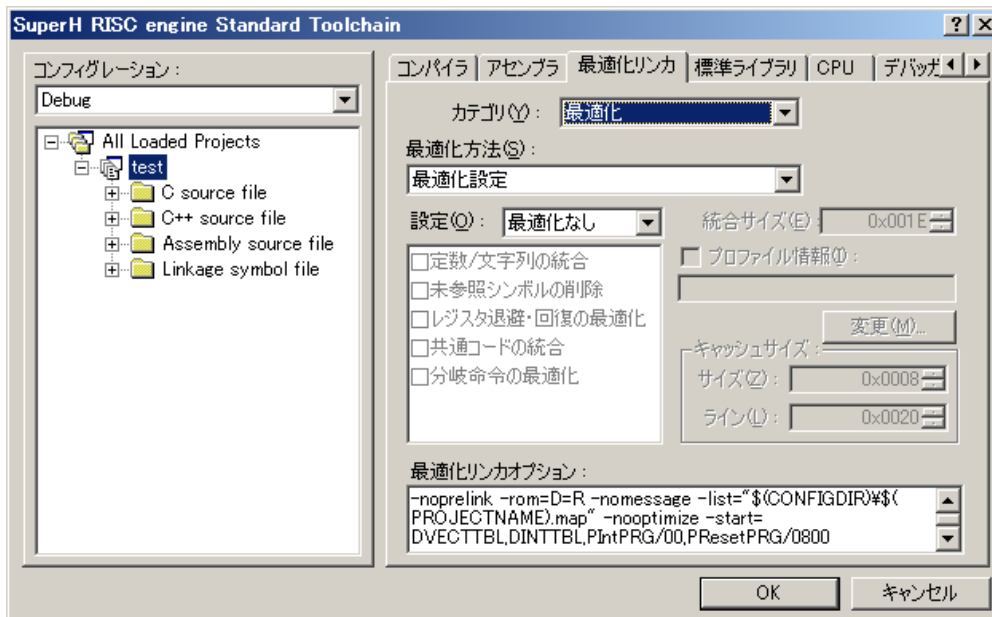 SuperH RISC engine Standard Toolchain
コンフィグレーション :
Debug
All Loaded Projects
test
C source file
C++ source file
Assembly source file
Linkage symbol file
コンパイラ アセンブラ 最適化リンカ 標準ライブラリ CPU デバッガ
カテゴリ(Y) : 最適化
最適化方法(S) :
最適化設定
設定(O) : 最適化なし
統合サイズ(E) : 0x001E
定数/文字列の統合
未参照シンボルの削除
レジスタ退避・回復の最適化
共通コードの統合
分岐命令の最適化
プロファイル情報(I) :
変更(M)...
キャッシュサイズ :
サイズ(Z) : 0x0008
ライン(L) : 0x0020
最適化リンカオプション :
-noprelink -rom=D=R -nomessage -list="$(CONFIGDIR)¥$(
PROJECTNAME).map" -nooptimize -start=
DVECTTBL,DINTTBL,PIntPRG/00,PResetPRG/0800
OK キャンセル